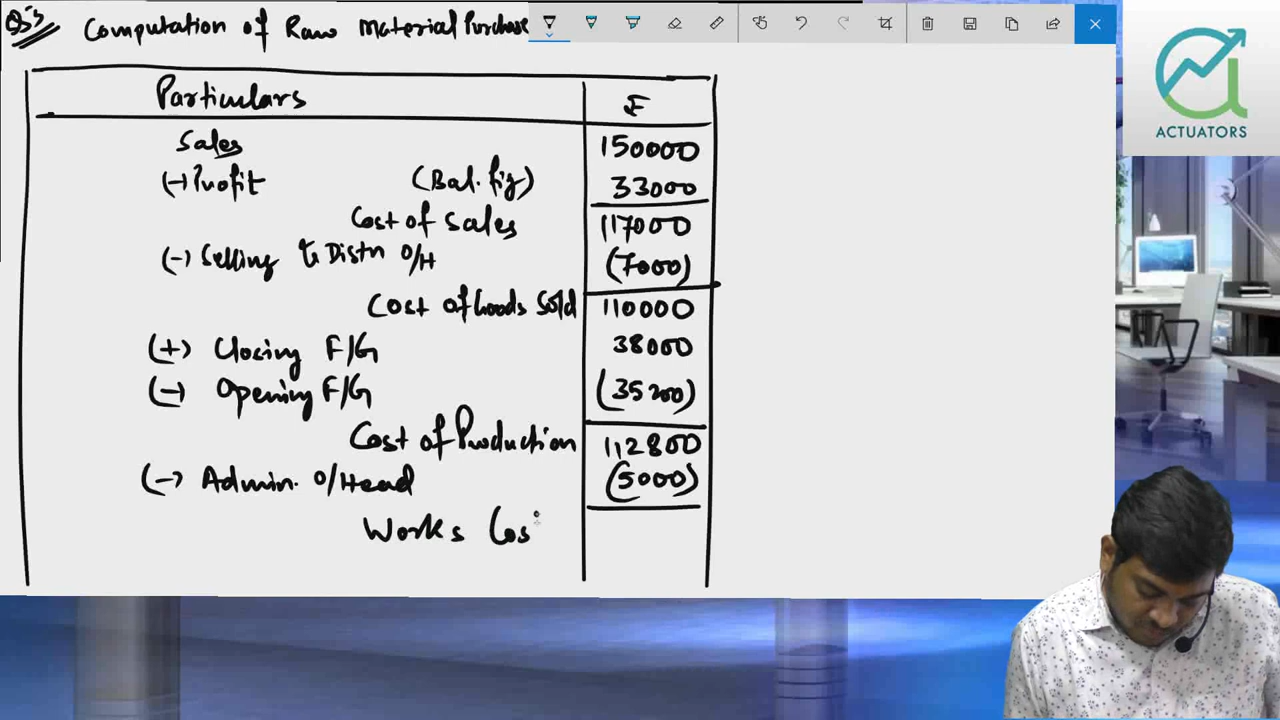 Q5's Computation of Raw Material Purchase
ACTUATORS
Particulars ₹
Sales 150000
(-) Profit (Bal. fig) 33000
Cost of Sales 117000
(-) Selling & Distn O/H (7000)
Cost of Goods Sold 110000
(+) Closing F/G 38000
(-) Opening F/G (35200)
Cost of Production 112800
(-) Admin. O/Head (5000)
Works Cos